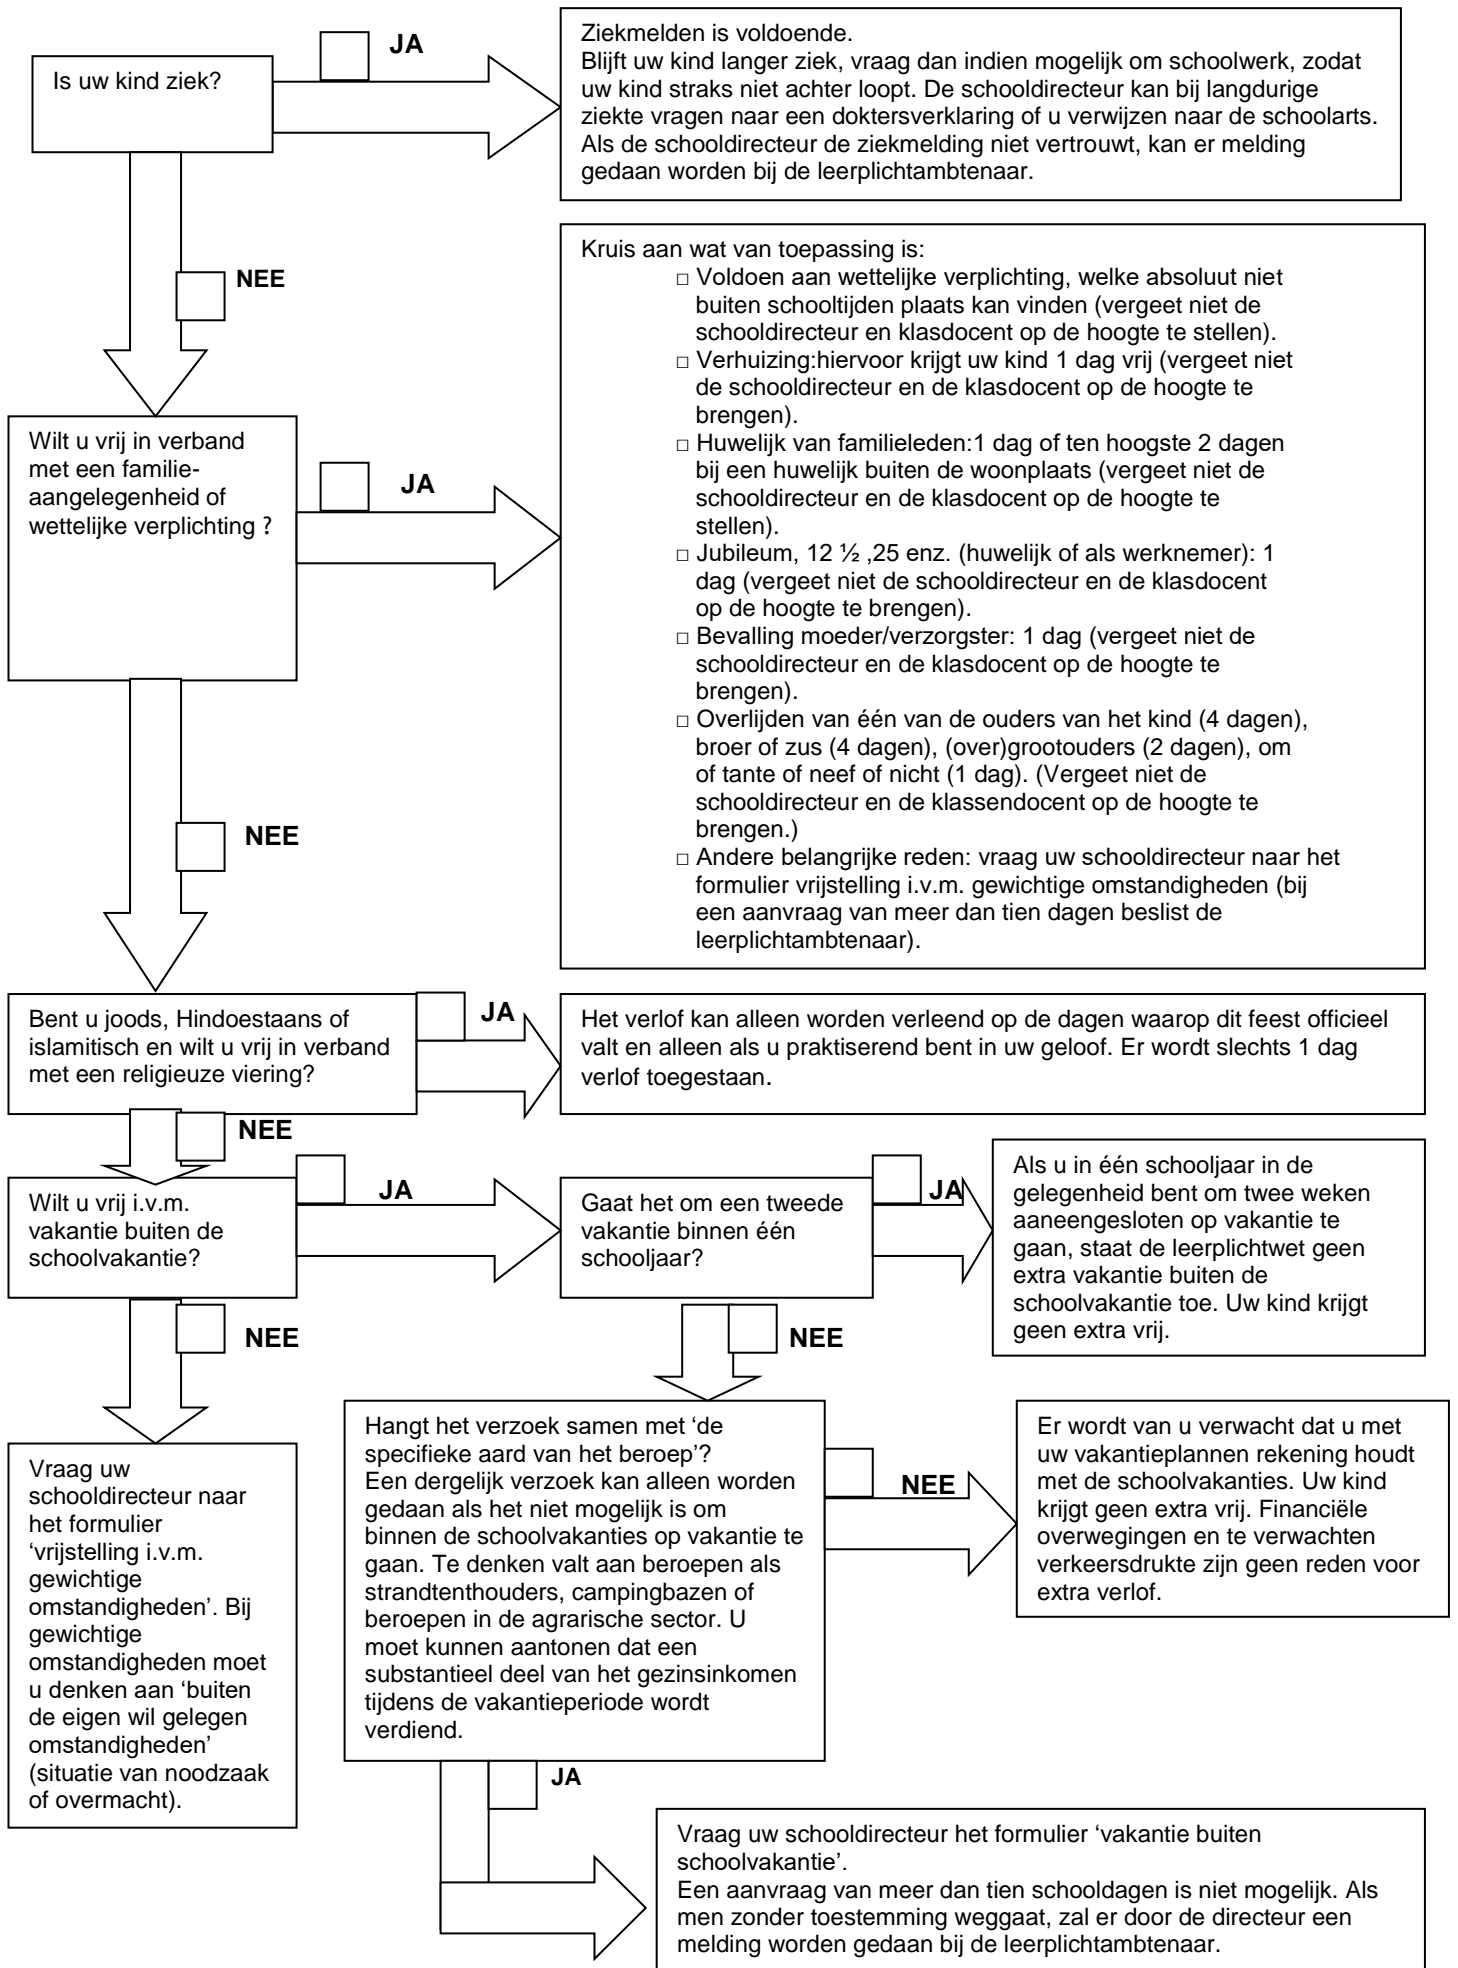 JA
Is uw kind ziek?
Ziekmelden is voldoende.
Blijft uw kind langer ziek, vraag dan indien mogelijk om schoolwerk, zodat
uw kind straks niet achter loopt. De schooldirecteur kan bij langdurige
ziekte vragen naar een doktersverklaring of u verwijzen naar de schoolarts.
Als de schooldirecteur de ziekmelding niet vertrouwt, kan er melding
gedaan worden bij de leerplichtambtenaar.
NEE
Wilt u vrij in verband
met een familie-
aangelegenheid of
wettelijke verplichting ?
JA
Kruis aan wat van toepassing is:
□ Voldoen aan wettelijke verplichting, welke absoluut niet
buiten schooltijden plaats kan vinden (vergeet niet de
schooldirecteur en klasdocent op de hoogte te stellen).
□ Verhuizing:hiervoor krijgt uw kind 1 dag vrij (vergeet niet
de schooldirecteur en de klasdocent op de hoogte te
brengen).
□ Huwelijk van familieleden:1 dag of ten hoogste 2 dagen
bij een huwelijk buiten de woonplaats (vergeet niet de
schooldirecteur en de klasdocent op de hoogte te
stellen).
□ Jubileum, 12 ½ ,25 enz. (huwelijk of als werknemer): 1
dag (vergeet niet de schooldirecteur en de klasdocent
op de hoogte te brengen).
□ Bevalling moeder/verzorgster: 1 dag (vergeet niet de
schooldirecteur en de klasdocent op de hoogte te
brengen).
□ Overlijden van één van de ouders van het kind (4 dagen),
broer of zus (4 dagen), (over)grootouders (2 dagen), om
of tante of neef of nicht (1 dag). (Vergeet niet de
schooldirecteur en de klassendocent op de hoogte te
brengen.)
□ Andere belangrijke reden: vraag uw schooldirecteur naar het
formulier vrijstelling i.v.m. gewichtige omstandigheden (bij
een aanvraag van meer dan tien dagen beslist de
leerplichtambtenaar).
NEE
Bent u joods, Hindoestaans of
islamitisch en wilt u vrij in verband
met een religieuze viering?
JA
Het verlof kan alleen worden verleend op de dagen waarop dit feest officieel
valt en alleen als u praktiserend bent in uw geloof. Er wordt slechts 1 dag
verlof toegestaan.
NEE
Wilt u vrij i.v.m.
vakantie buiten de
schoolvakantie?
JA
Gaat het om een tweede
vakantie binnen één
schooljaar?
JA
Als u in één schooljaar in de
gelegenheid bent om twee weken
aaneengesloten op vakantie te
gaan, staat de leerplichtwet geen
extra vakantie buiten de
schoolvakantie toe. Uw kind krijgt
geen extra vrij.
NEE
NEE
Vraag uw
schooldirecteur naar
het formulier
‘vrijstelling i.v.m.
gewichtige
omstandigheden’. Bij
gewichtige
omstandigheden moet
u denken aan ‘buiten
de eigen wil gelegen
omstandigheden’
(situatie van noodzaak
of overmacht).
Hangt het verzoek samen met ‘de
specifieke aard van het beroep’?
Een dergelijk verzoek kan alleen worden
gedaan als het niet mogelijk is om
binnen de schoolvakanties op vakantie te
gaan. Te denken valt aan beroepen als
strandtenthouders, campingbazen of
beroepen in de agrarische sector. U
moet kunnen aantonen dat een
substantieel deel van het gezinsinkomen
tijdens de vakantieperiode wordt
verdiend.
NEE
Er wordt van u verwacht dat u met
uw vakantieplannen rekening houdt
met de schoolvakanties. Uw kind
krijgt geen extra vrij. Financiële
overwegingen en te verwachten
verkeersdrukte zijn geen reden voor
extra verlof.
JA
Vraag uw schooldirecteur het formulier ‘vakantie buiten
schoolvakantie’.
Een aanvraag van meer dan tien schooldagen is niet mogelijk. Als
men zonder toestemming weggaat, zal er door de directeur een
melding worden gedaan bij de leerplichtambtenaar.